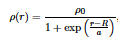 ρ(r) = ρ0 / (1 + exp((r−R)/a)),